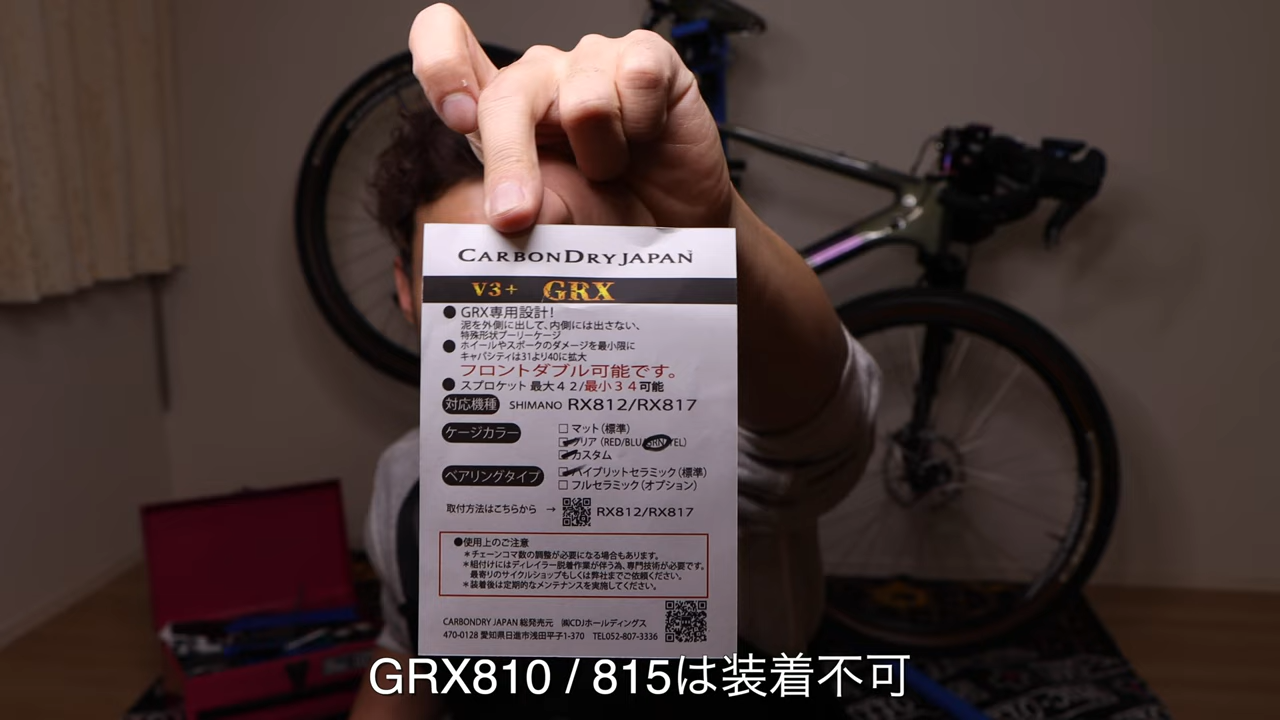 CARBONDRYJAPAN™
V3+ GRX
●GRX専用設計!
泥を外側に出して、内側には出さない、
特殊形状プーリーケージ
●ホイールやスポークのダメージを最小限に
キャパシティは31より40に拡大
フロントダブル可能です。
●スプロケット 最大42/最小34可能
対応機種 SHIMANO RX812/RX817
ケージカラー □マット(標準)
□クリア (RED/BLU/GRN/YEL)
□カスタム
ベアリングタイプ □ハイブリットセラミック(標準)
□フルセラミック(オプション)
取付方法はこちらから → RX812/RX817
●使用上のご注意
*チェーンコマ数の調整が必要になる場合もあります。
*組付けにはディレイラー脱着作業が伴う為、専門技術が必要です。
最寄りのサイクルショップもしくは弊社までご依頼ください。
*装着後は定期的なメンテナンスを実施してください。
CARBONDRY JAPAN 総発売元 ㈱CDJホールディングス
470-0128 愛知県日進市浅田平子1-370 TEL052-807-3336
GRX810 / 815は装着不可